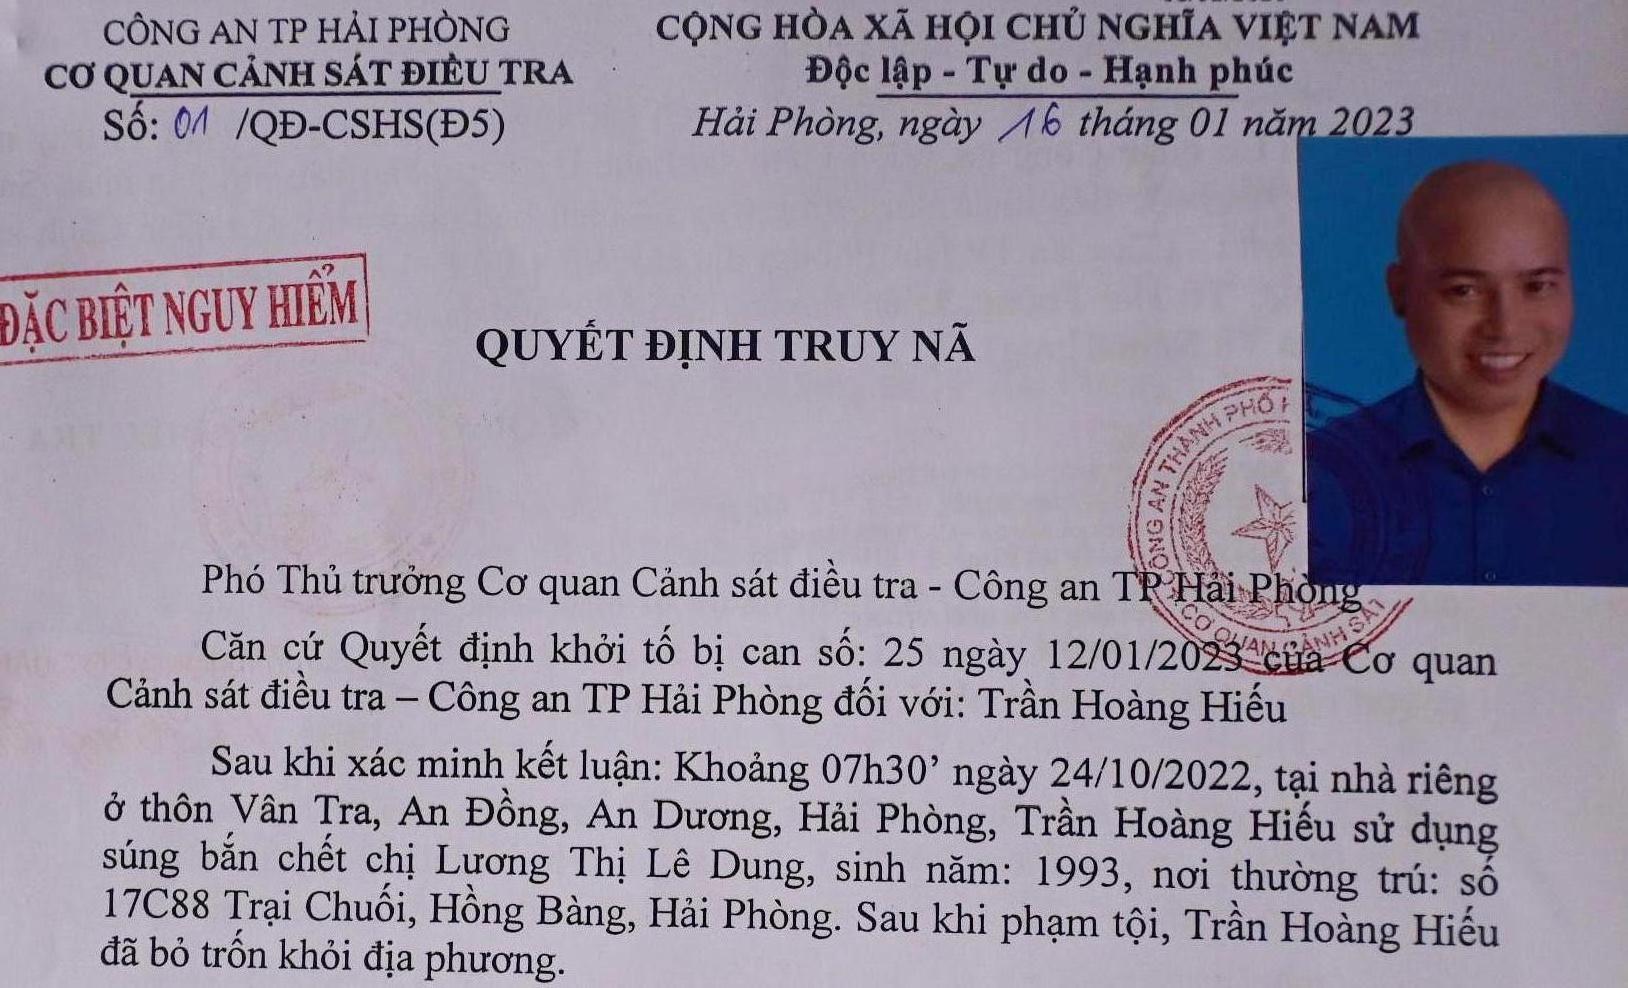 CÔNG AN TP HẢI PHÒNG
CƠ QUAN CẢNH SÁT ĐIỀU TRA
Số: 01 /QĐ-CSHS(Đ5)
CỘNG HÒA XÃ HỘI CHỦ NGHĨA VIỆT NAM
Độc lập - Tự do - Hạnh phúc
Hải Phòng, ngày 16 tháng 01 năm 2023
ĐẶC BIỆT NGUY HIỂM
QUYẾT ĐỊNH TRUY NÃ
CÔNG AN THÀNH PHỐ
CƠ QUAN CẢNH SÁT
Phó Thủ trưởng Cơ quan Cảnh sát điều tra - Công an TP Hải Phòng
Căn cứ Quyết định khởi tố bị can số: 25 ngày 12/01/2023 của Cơ quan
Cảnh sát điều tra – Công an TP Hải Phòng đối với: Trần Hoàng Hiếu
Sau khi xác minh kết luận: Khoảng 07h30’ ngày 24/10/2022, tại nhà riêng
ở thôn Vân Tra, An Đồng, An Dương, Hải Phòng, Trần Hoàng Hiếu sử dụng
súng bắn chết chị Lương Thị Lê Dung, sinh năm: 1993, nơi thường trú: số
17C88 Trại Chuối, Hồng Bàng, Hải Phòng. Sau khi phạm tội, Trần Hoàng Hiếu
đã bỏ trốn khỏi địa phương.